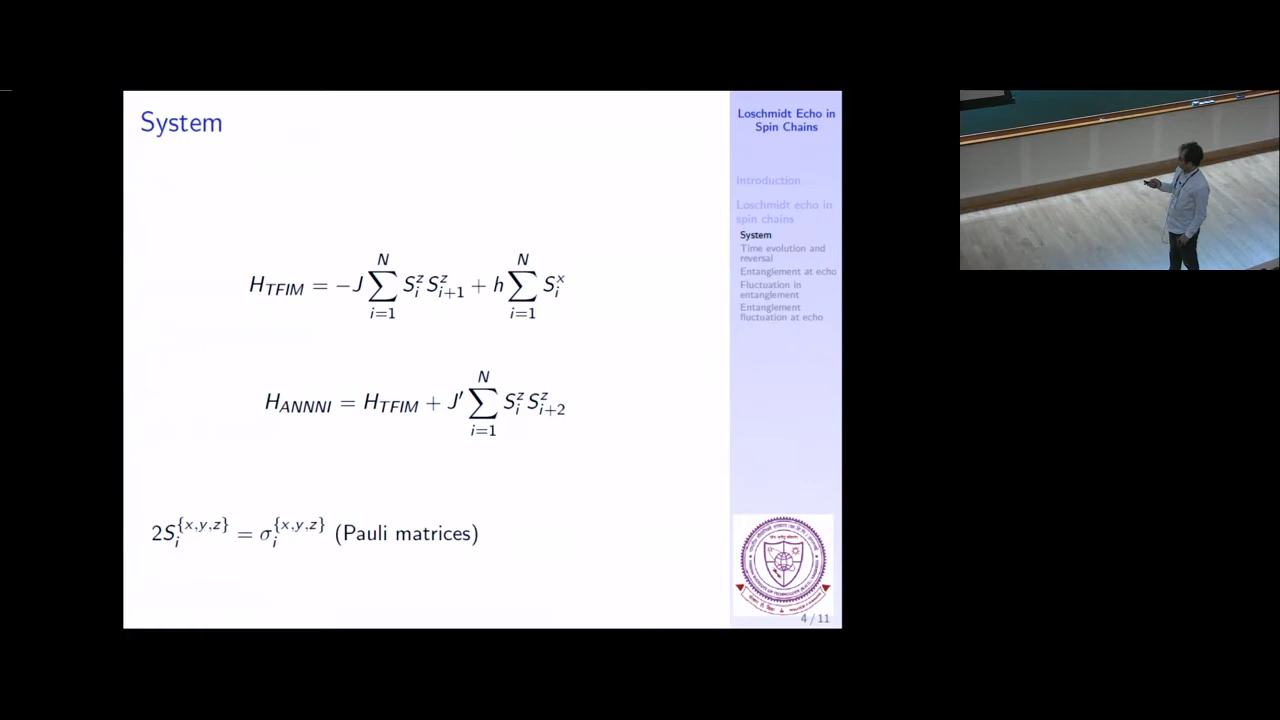 System
H_{TFIM} = -J \sum_{i=1}^{N} S_i^z S_{i+1}^z + h \sum_{i=1}^{N} S_i^x
H_{ANNNI} = H_{TFIM} + J' \sum_{i=1}^{N} S_i^z S_{i+2}^z
2S_i^{\{x,y,z\}} = \sigma_i^{\{x,y,z\}} (Pauli matrices)
Loschmidt Echo in
Spin Chains
Introduction
Loschmidt echo in
spin chains
System
Time evolution and
reversal
Entanglement at echo
Fluctuation in
entanglement
Entanglement
fluctuation at echo
4 / 11